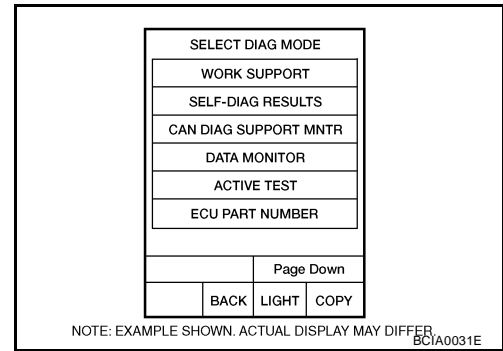 SELECT DIAG MODE
WORK SUPPORT
SELF-DIAG RESULTS
CAN DIAG SUPPORT MNTR
DATA MONITOR
ACTIVE TEST
ECU PART NUMBER
Page Down
BACK LIGHT COPY
NOTE: EXAMPLE SHOWN. ACTUAL DISPLAY MAY DIFFER.
BCIA0031E